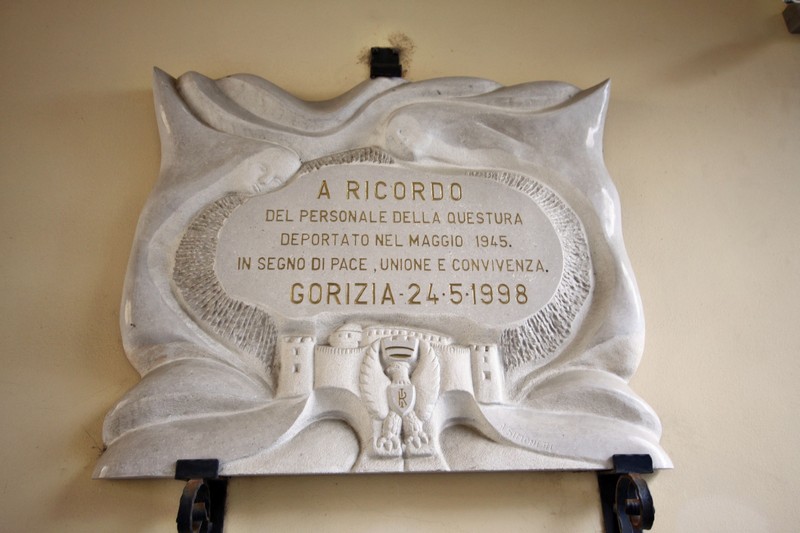 A RICORDO
DEL PERSONALE DELLA QUESTURA
DEPORTATO NEL MAGGIO 1945.
IN SEGNO DI PACE, UNIONE E CONVIVENZA.
GORIZIA·24·5·1998